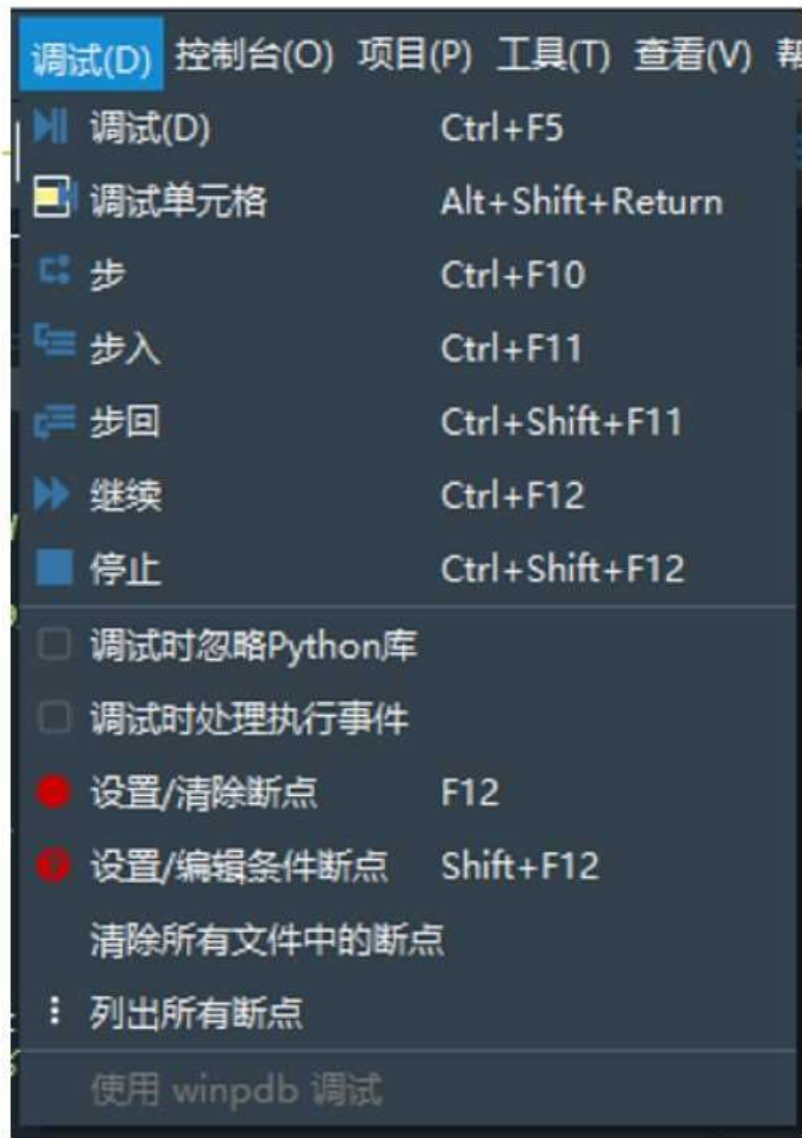 调试(D) 控制台(O) 项目(P) 工具(T) 查看(V)
调试(D) Ctrl+F5
调试单元格 Alt+Shift+Return
步 Ctrl+F10
步入 Ctrl+F11
步回 Ctrl+Shift+F11
继续 Ctrl+F12
停止 Ctrl+Shift+F12
调试时忽略Python库
调试时处理执行事件
设置/清除断点 F12
设置/编辑条件断点 Shift+F12
清除所有文件中的断点
列出所有断点
使用 winpdb 调试